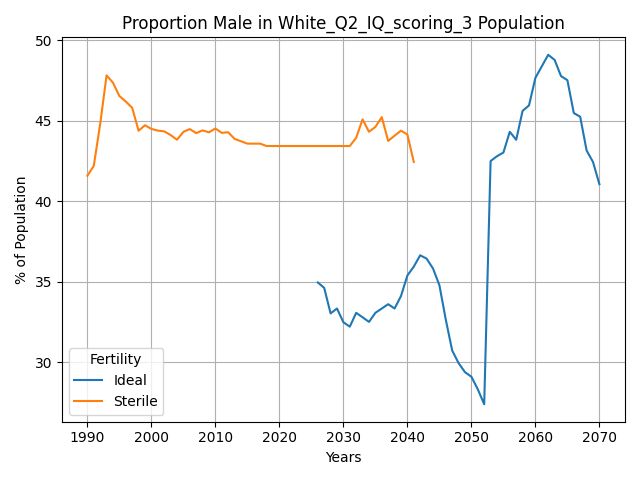 Proportion Male in White_Q2_IQ_scoring_3 Population
50
45
40
35
30
% of Population
Fertility
Ideal
Sterile
1990 2000 2010 2020 2030 2040 2050 2060 2070
Years